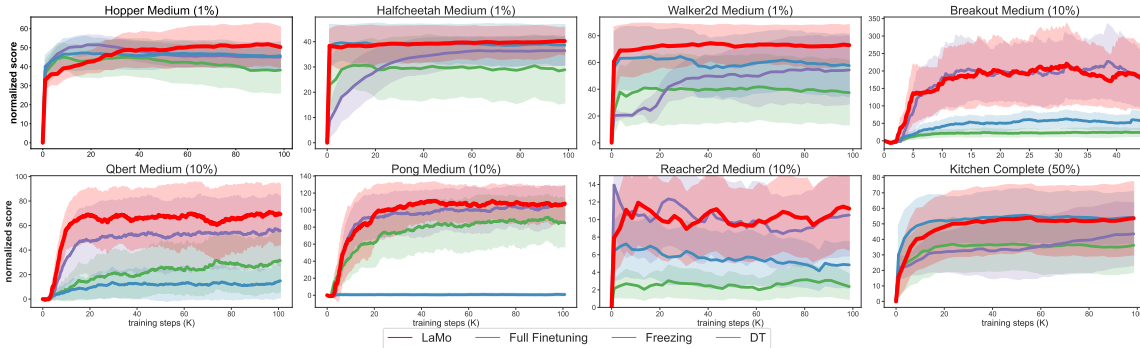 Hopper Medium (1%)
Halfcheetah Medium (1%)
Walker2d Medium (1%)
Breakout Medium (10%)
normalized score
60
50
40
30
20
10
0
0 20 40 60 80 100
40
30
20
10
0
0 20 40 60 80 100
80
60
40
20
0
0 20 40 60 80 100
350
300
250
200
150
100
50
0
0 5 10 15 20 25 30 35 40
Qbert Medium (10%)
Pong Medium (10%)
Reacher2d Medium (10%)
Kitchen Complete (50%)
normalized score
100
80
60
40
20
0
0 20 40 60 80 100
training steps (K)
140
120
100
80
60
40
20
0
0 20 40 60 80 100
training steps (K)
14
12
10
8
6
4
2
0
0 20 40 60 80 100
training steps (K)
80
70
60
50
40
30
20
10
0
0 20 40 60 80 100
training steps (K)
LaMo
Full Finetuning
Freezing
DT